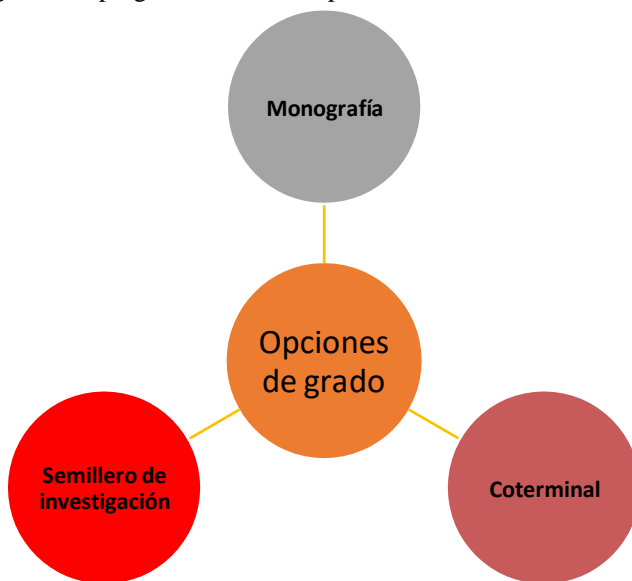 Monografía
Opciones
de grado
Semillero de
investigación
Coterminal